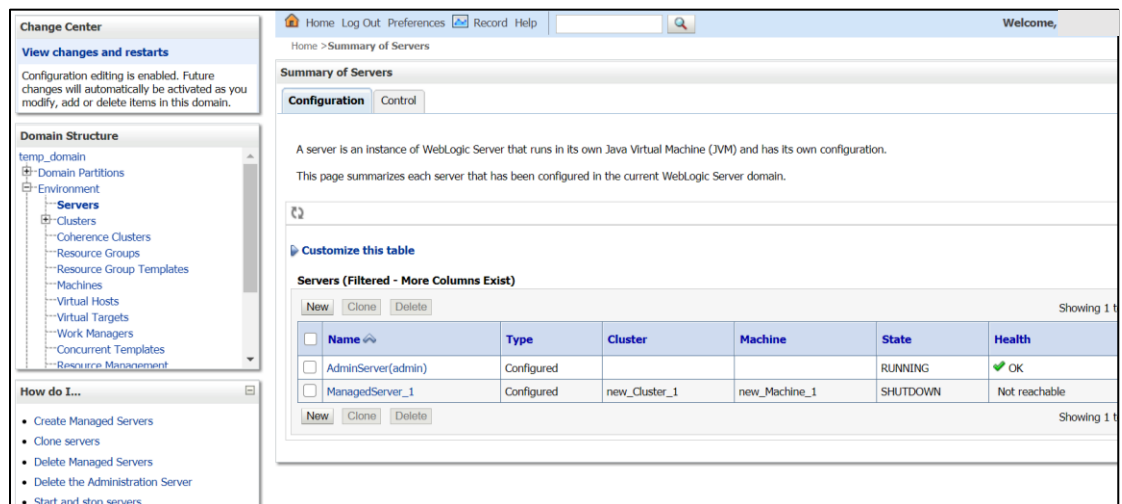 Change Center
View changes and restarts
Configuration editing is enabled. Future
changes will automatically be activated as you
modify, add or delete items in this domain.
Domain Structure
temp_domain
Domain Partitions
Environment
Servers
Clusters
Coherence Clusters
Resource Groups
Resource Group Templates
Machines
Virtual Hosts
Virtual Targets
Work Managers
Concurrent Templates
Resource Management
How do I...
Create Managed Servers
Clone servers
Delete Managed Servers
Delete the Administration Server
Start and stop servers
Home Log Out Preferences Record Help
Welcome,
Home >Summary of Servers
Summary of Servers
Configuration Control
A server is an instance of WebLogic Server that runs in its own Java Virtual Machine (JVM) and has its own configuration.
This page summarizes each server that has been configured in the current WebLogic Server domain.
Customize this table
Servers (Filtered - More Columns Exist)
New Clone Delete Showing 1 t
Name Type Cluster Machine State Health
AdminServer(admin) Configured RUNNING OK
ManagedServer_1 Configured new_Cluster_1 new_Machine_1 SHUTDOWN Not reachable
New Clone Delete Showing 1 t